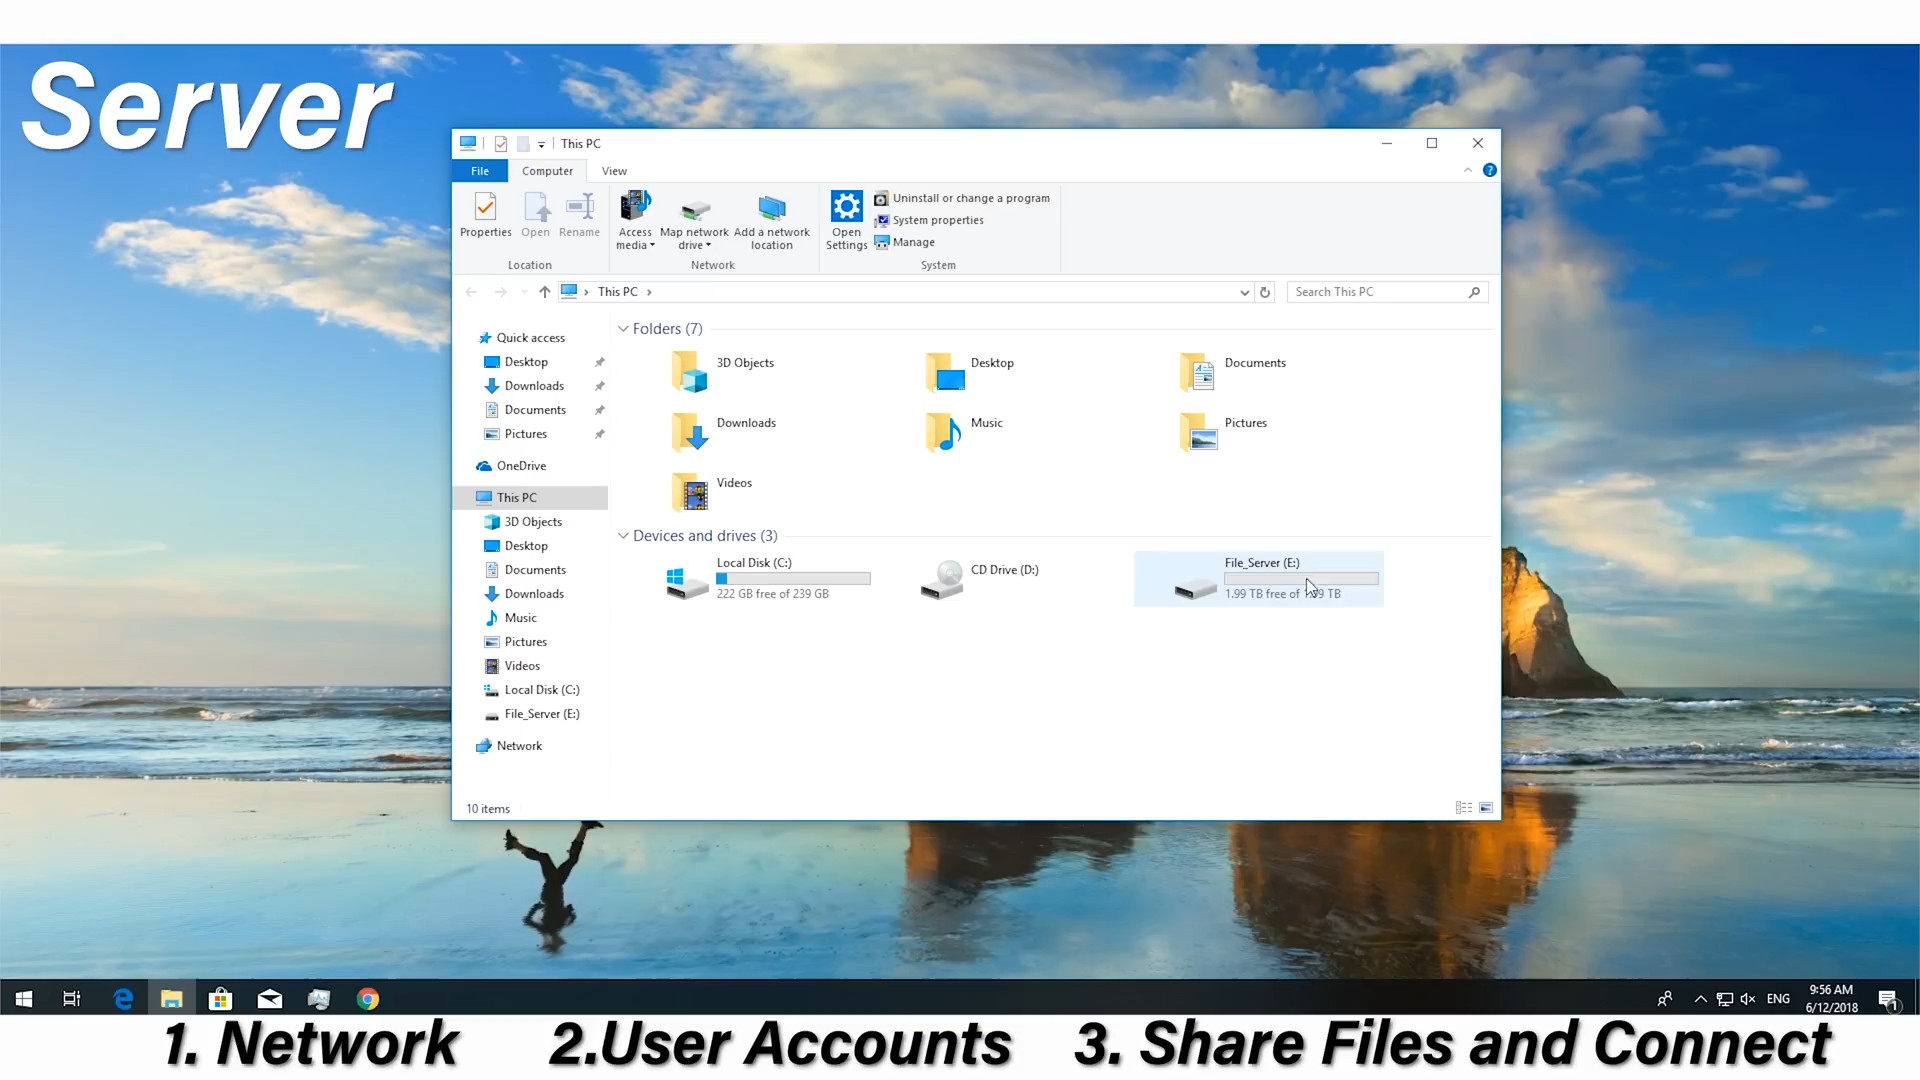 Server
This PC
File
Computer
View
Properties
Open
Rename
Access media
Map network drive
Add a network location
Open Settings
Uninstall or change a program
System properties
Manage
Location
Network
System
This PC
Search This PC
Quick access
Desktop
Downloads
Documents
Pictures
OneDrive
This PC
3D Objects
Desktop
Documents
Downloads
Music
Pictures
Videos
Local Disk (C:)
File_Server (E:)
Network
Folders (7)
3D Objects
Desktop
Documents
Downloads
Music
Pictures
Videos
Devices and drives (3)
Local Disk (C:)
222 GB free of 239 GB
CD Drive (D:)
File_Server (E:)
1.99 TB free of 1.99 TB
10 items
ENG
9:56 AM
6/12/2018
1
1. Network
2.User Accounts
3. Share Files and Connect